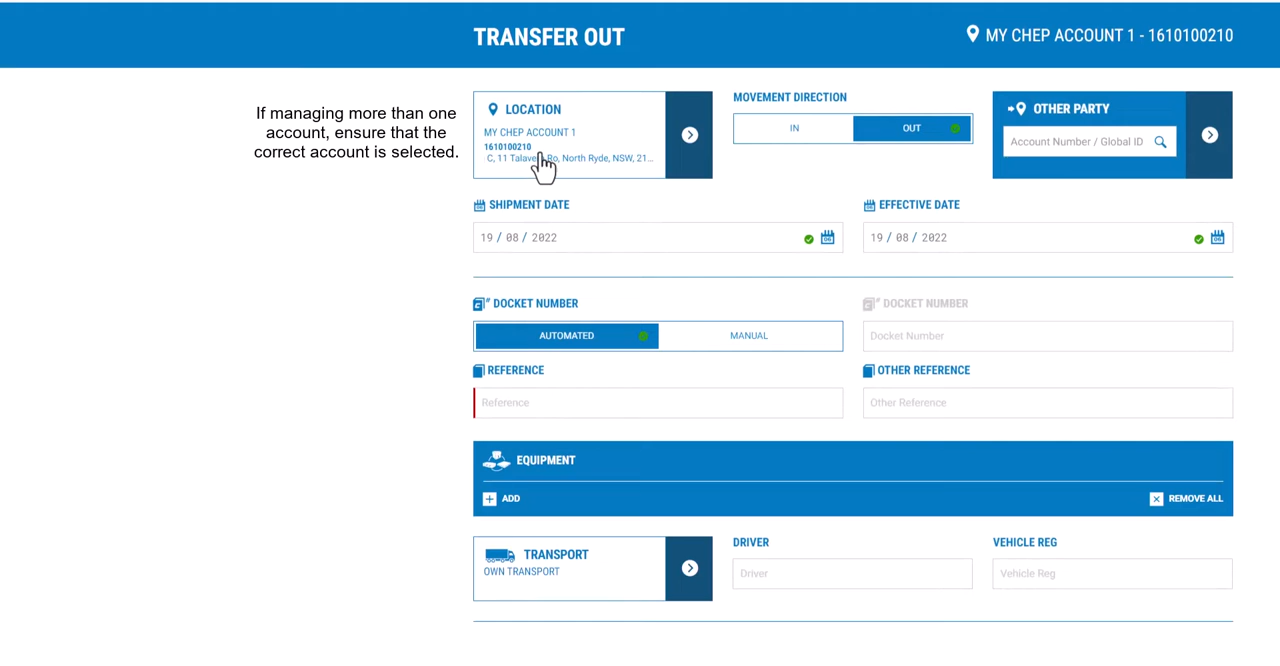 TRANSFER OUT
MY CHEP ACCOUNT 1 - 1610100210
If managing more than one
account, ensure that the
correct account is selected.
LOCATION
MY CHEP ACCOUNT 1
1610100210
C, 11 Ro, North Ryde, NSW, 21...
MOVEMENT DIRECTION
IN
OUT
OTHER PARTY
Account Number / Global ID
SHIPMENT DATE
19 / 08 / 2022
EFFECTIVE DATE
19 / 08 / 2022
DOCKET NUMBER
AUTOMATED
MANUAL
DOCKET NUMBER
Docket Number
REFERENCE
Reference
OTHER REFERENCE
Other Reference
EQUIPMENT
ADD
REMOVE ALL
TRANSPORT
OWN TRANSPORT
DRIVER
Driver
VEHICLE REG
Vehicle Reg